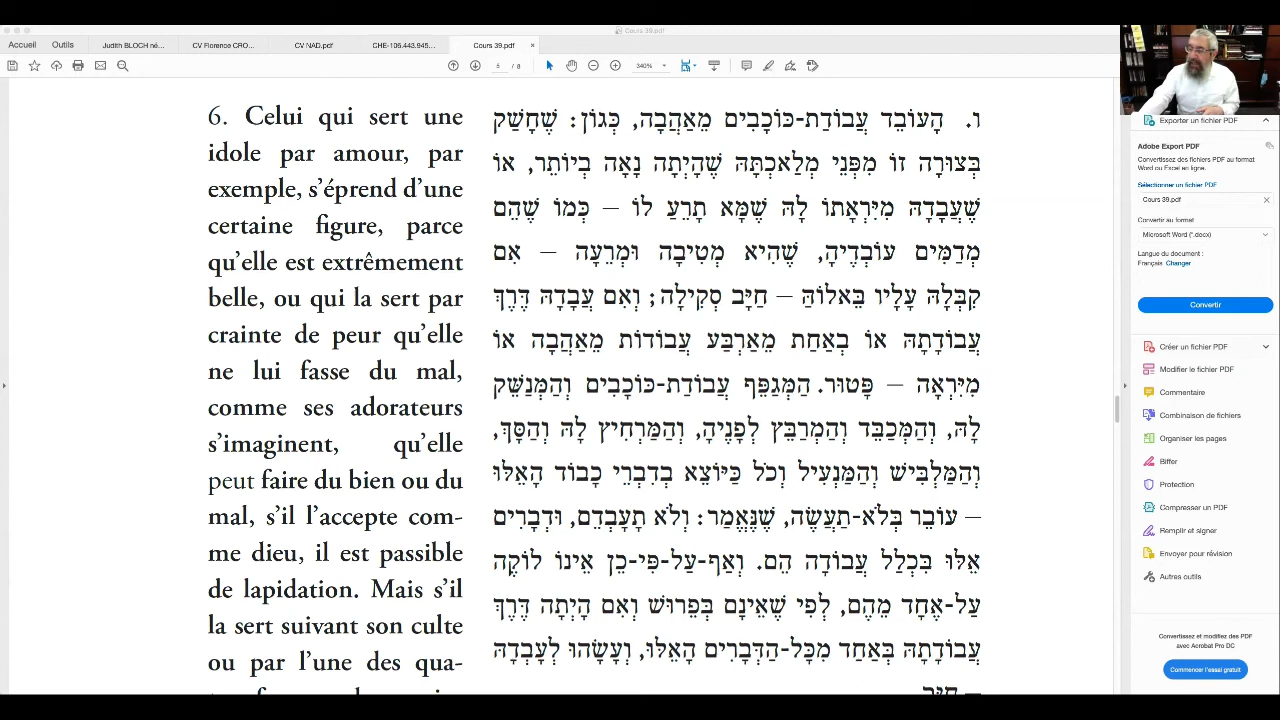 Cours 39.pdf
Accueil
Outils
Judith BLOCH né...
CV Florence CRO...
CV NAD.pdf
CHE-106.443.945...
Cours 39.pdf
5 / 8
340%
6. Celui qui sert une
idole par amour, par
exemple, s’éprend d’une
certaine figure, parce
qu’elle est extrêmement
belle, ou qui la sert par
crainte de peur qu’elle
ne lui fasse du mal,
comme ses adorateurs
s’imaginent, qu’elle
peut faire du bien ou du
mal, s’il l’accepte com-
me dieu, il est passible
de lapidation. Mais s’il
la sert suivant son culte
ou par l’une des qua-
ו. הָעוֹבֵד עֲבוֹדַת-כּוֹכָבִים מֵאַהֲבָה, כְּגוֹן: שֶׁחָשַׁק
בְּצוּרָה זוֹ מִפְּנֵי מְלַאכְתָּהּ שֶׁהָיְתָה נָאָה בְיוֹתֵר, אוֹ
שֶׁעֲבָדָהּ מִיִּרְאָתוֹ לָהּ שֶׁמָּא תָרֵעַ לוֹ – כְּמוֹ שֶׁהֵם
מְדַמִּים עוֹבְדֶיהָ, שֶׁהִיא מְטִיבָה וּמְרֵעָה – אִם
קִבְּלָהּ עָלָיו בֵּאלוֹהַּ – חַיָּב סְקִילָה; וְאִם עֲבָדָהּ דֶּרֶךְ
עֲבוֹדָתָהּ אוֹ בְאַחַת מֵאַרְבַּע עֲבוֹדוֹת מֵאַהֲבָה אוֹ
מִיִּרְאָה – פָּטוּר. הַמְּגַפֵּף עֲבוֹדַת-כּוֹכָבִים וְהַמְּנַשֵּׁק
לָהּ, וְהַמְּכַבֵּד וְהַמְרַבֵּץ לְפָנֶיהָ, וְהַמַּרְחִיץ לָהּ וְהַסָּךְ,
וְהַמַּלְבִּישׁ וְהַמַּנְעִיל וְכֹל כַּיּוֹצֵא בְדִבְרֵי כָבוֹד הָאֵלּוּ
– עוֹבֵר בְּלֹא-תַעֲשֶׂה, שֶׁנֶּאֱמַר: וְלֹא תָעָבְדֵם, וּדְבָרִים
אֵלּוּ בִּכְלַל עֲבוֹדָה הֵם. וְאַף-עַל-פִּי-כֵן אֵינוֹ לוֹקֶה
עַל-אֶחָד מֵהֶם, לְפִי שֶׁאֵינָם בְּפֵרוּשׁ וְאִם הָיְתָה דֶּרֶךְ
עֲבוֹדָתָהּ בְּאַחַד מִכָּל-הַדְּבָרִים הָאֵלּוּ, וְעָשָׂהוּ לְעָבְדָהּ
– חַיָּב
Exporter un fichier PDF
Adobe Export PDF
Convertissez des fichiers PDF au format
Word ou Excel en ligne.
Sélectionner un fichier PDF
Cours 39.pdf
Convertir au format
Microsoft Word (*.docx)
Langue du document :
Français Changer
Convertir
Créer un fichier PDF
Modifier le fichier PDF
Commentaire
Combinaison de fichiers
Organiser les pages
Biffer
Protection
Compresser un PDF
Remplir et signer
Envoyer pour révision
Autres outils
Convertissez et modifiez des PDF
avec Acrobat Pro DC
Commencer l'essai gratuit